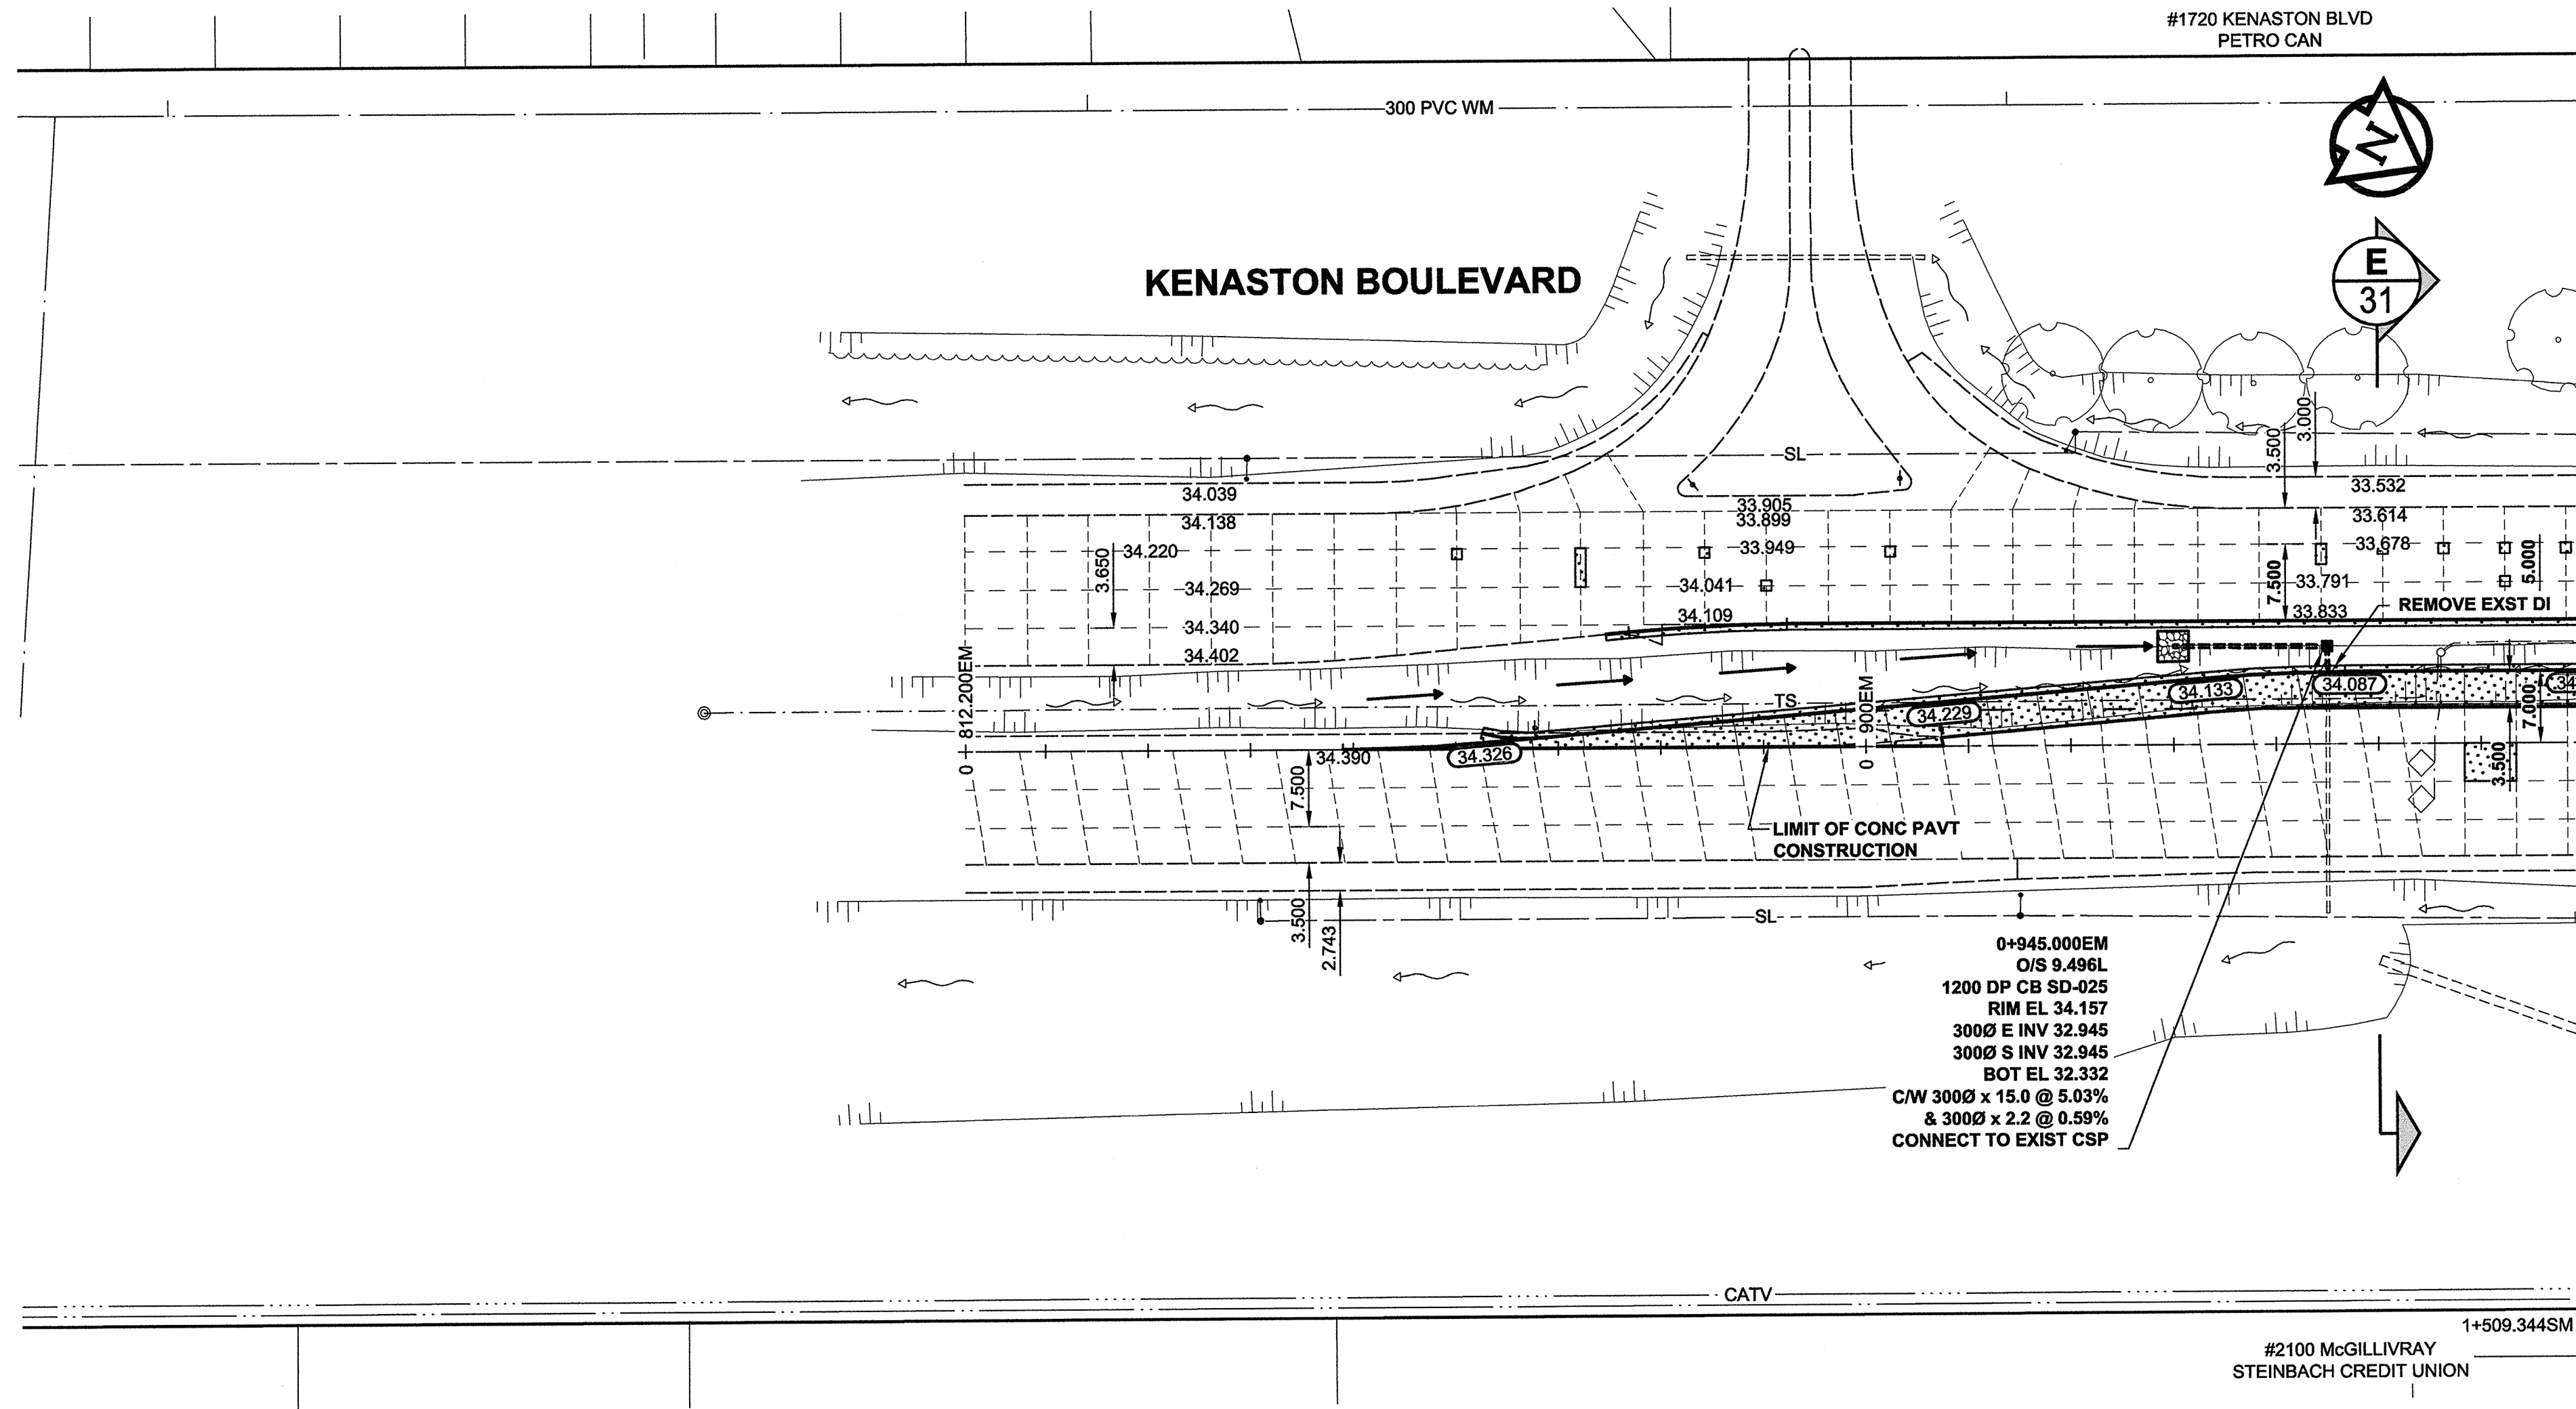 #1720 KENASTON BLVD
PETRO CAN
300 PVC WM
N
KENASTON BOULEVARD
E
31
SL
3.000
3.500
34.039
34.138
33.905
33.899
33.532
33.614
34.220
33.949
33.678
3.650
34.269
34.041
33.791
7.500
5.000
34.340
34.109
33.833
REMOVE EXST DI
34.402
0 812.200EM
TS
0 900EM
34.229
34.133
34.087
.34
7.000
34.390
34.326
7.500
3.500
LIMIT OF CONC PAVT
CONSTRUCTION
3.500
2.743
SL
0+945.000EM
O/S 9.496L
1200 DP CB SD-025
RIM EL 34.157
300Ø E INV 32.945
300Ø S INV 32.945
BOT EL 32.332
C/W 300Ø x 15.0 @ 5.03%
& 300Ø x 2.2 @ 0.59%
CONNECT TO EXIST CSP
CATV
1+509.344SM
#2100 McGILLIVRAY
STEINBACH CREDIT UNION